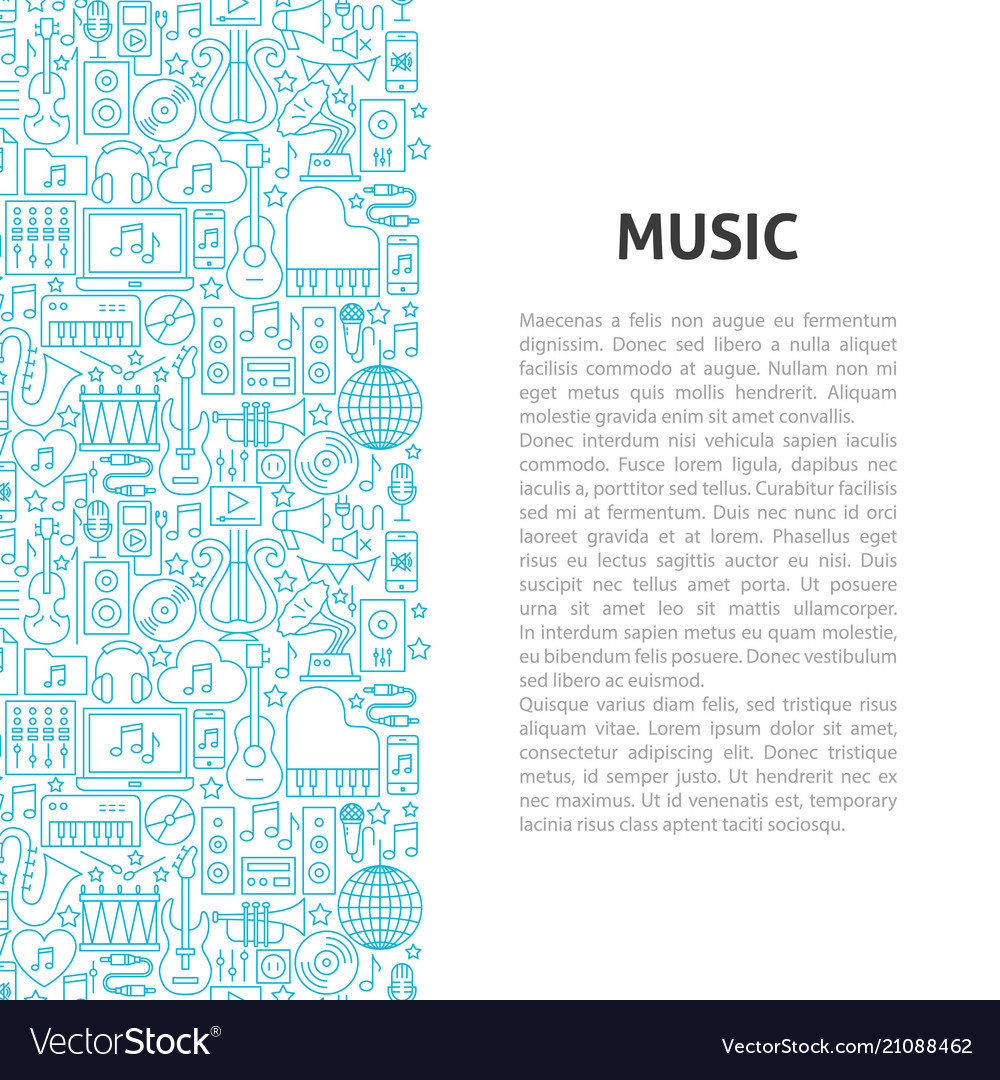 MUSIC
Maecenas a felis non augue eu fermentum
dignissim. Donec sed libero a nulla aliquet
facilisis commodo at augue. Nullam non mi
eget metus quis mollis hendrerit. Aliquam
molestie gravida enim sit amet convallis.
Donec interdum nisi vehicula sapien iaculis
commodo. Fusce lorem ligula, dapibus nec
iaculis a, porttitor sed tellus. Curabitur facilisis
sed mi at fermentum. Duis nec nunc id orci
laoreet gravida et at lorem. Phasellus eget
risus eu lectus sagittis auctor eu nisi. Duis
suscipit nec tellus amet porta. Ut posuere
urna sit amet leo sit mattis ullamcorper.
In interdum sapien metus eu quam molestie,
eu bibendum felis posuere. Donec vestibulum
sed libero ac euismod.
Quisque varius diam felis, sed tristique risus
aliquam vitae. Lorem ipsum dolor sit amet,
consectetur adipiscing elit. Donec tristique
metus, id semper justo. Ut hendrerit nec ex
nec maximus. Ut id venenatis est, temporary
lacinia risus class aptent taciti sociosqu.
VectorStock®
VectorStock.com/21088462